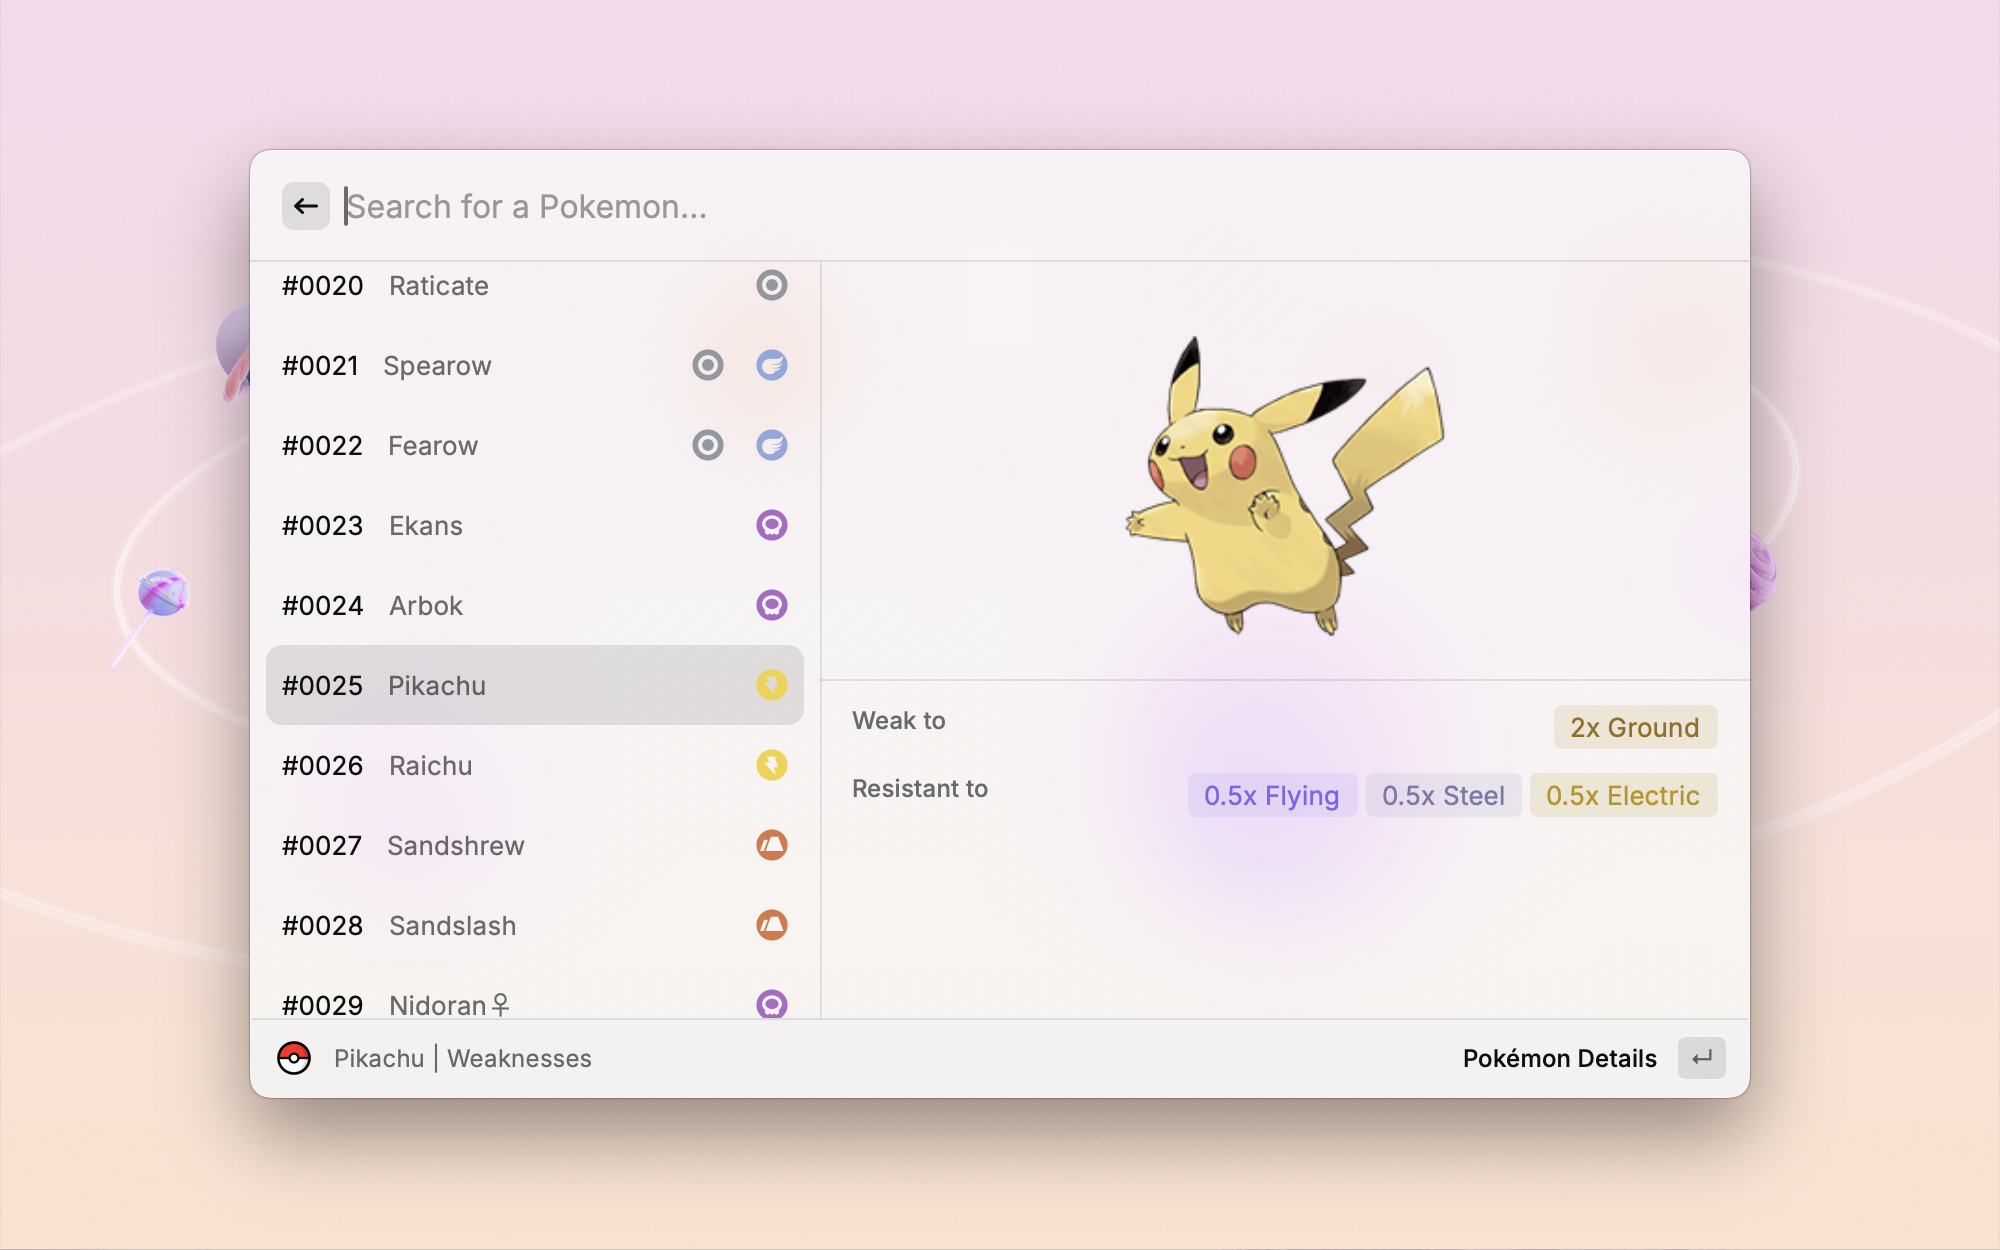 Search for a Pokemon...
#0020 Raticate
#0021 Spearow
#0022 Fearow
#0023 Ekans
#0024 Arbok
#0025 Pikachu
#0026 Raichu
#0027 Sandshrew
#0028 Sandslash
#0029 Nidoran♀
Weak to 2x Ground
Resistant to 0.5x Flying 0.5x Steel 0.5x Electric
Pikachu | Weaknesses
Pokémon Details